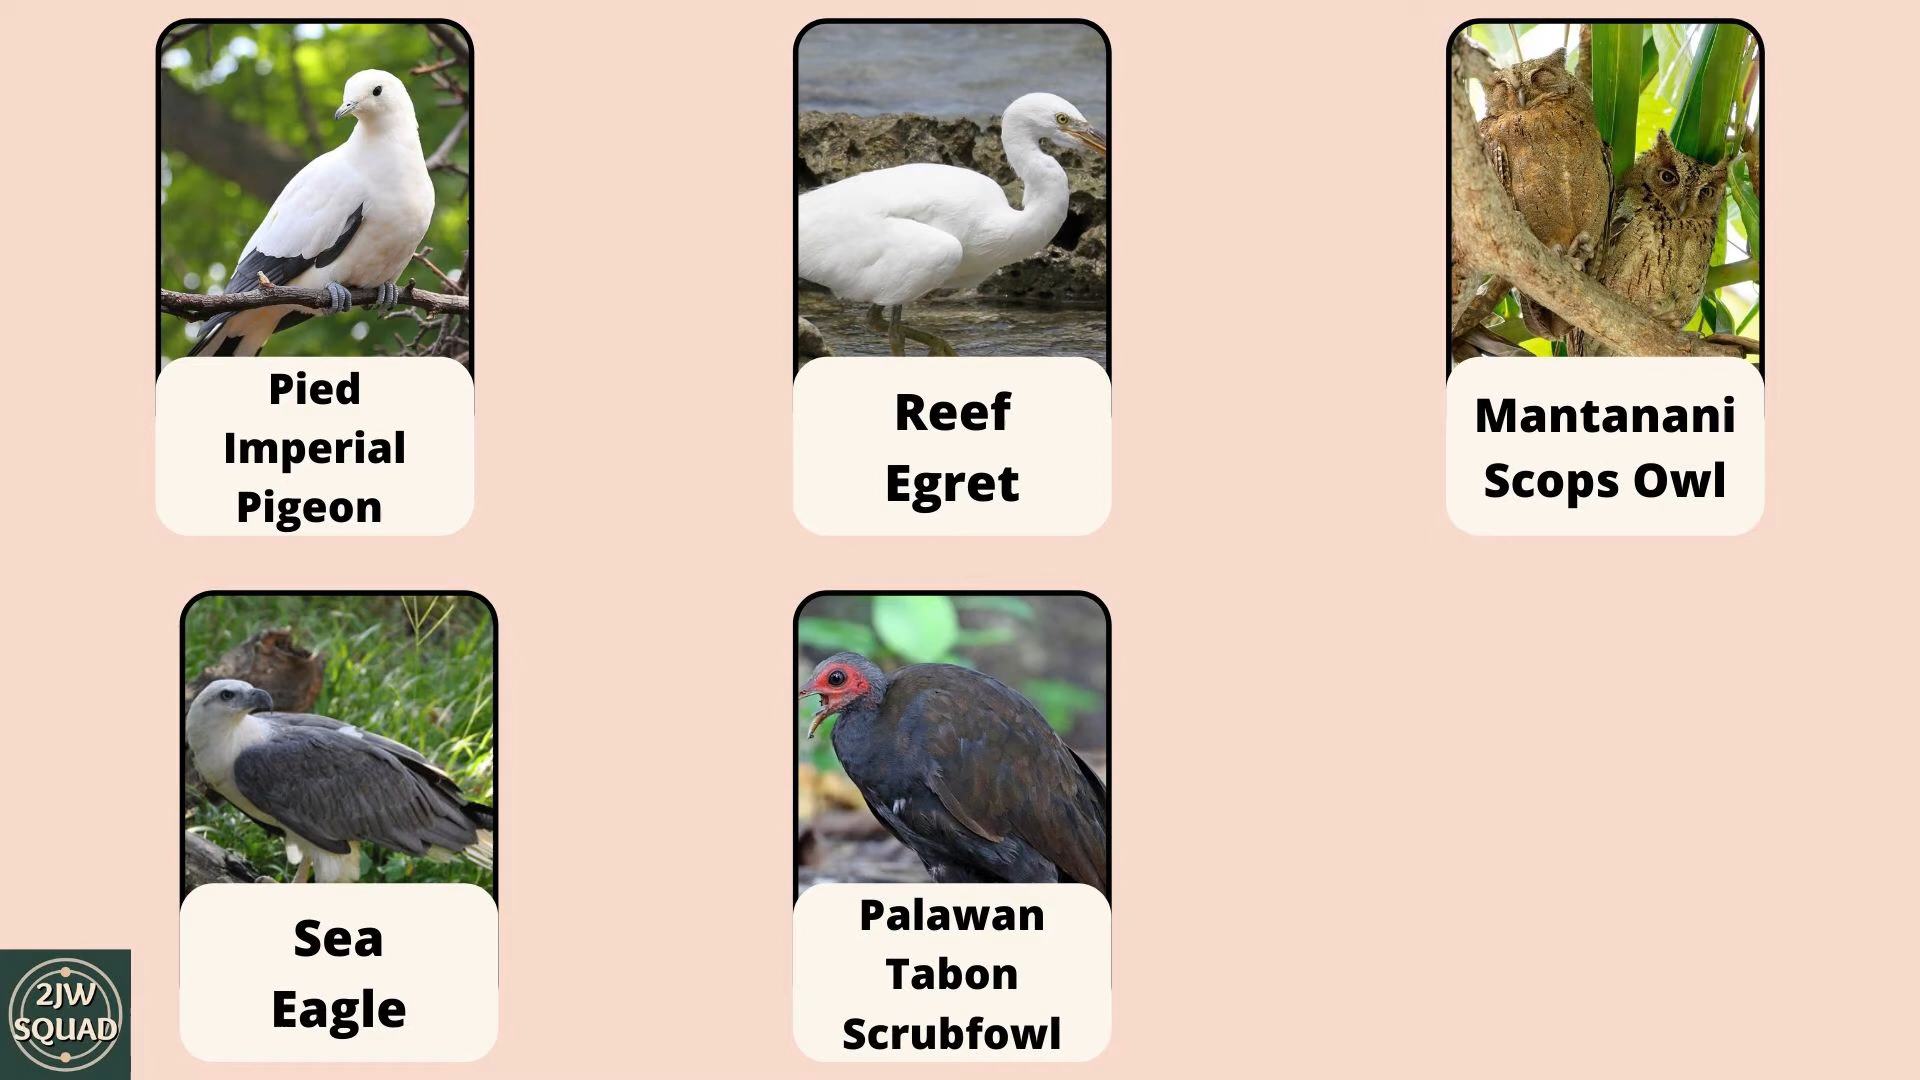 Pied
Imperial
Pigeon
Reef
Egret
Mantanani
Scops Owl
Sea
Eagle
Palawan
Tabon
Scrubfowl
2JW
SQUAD